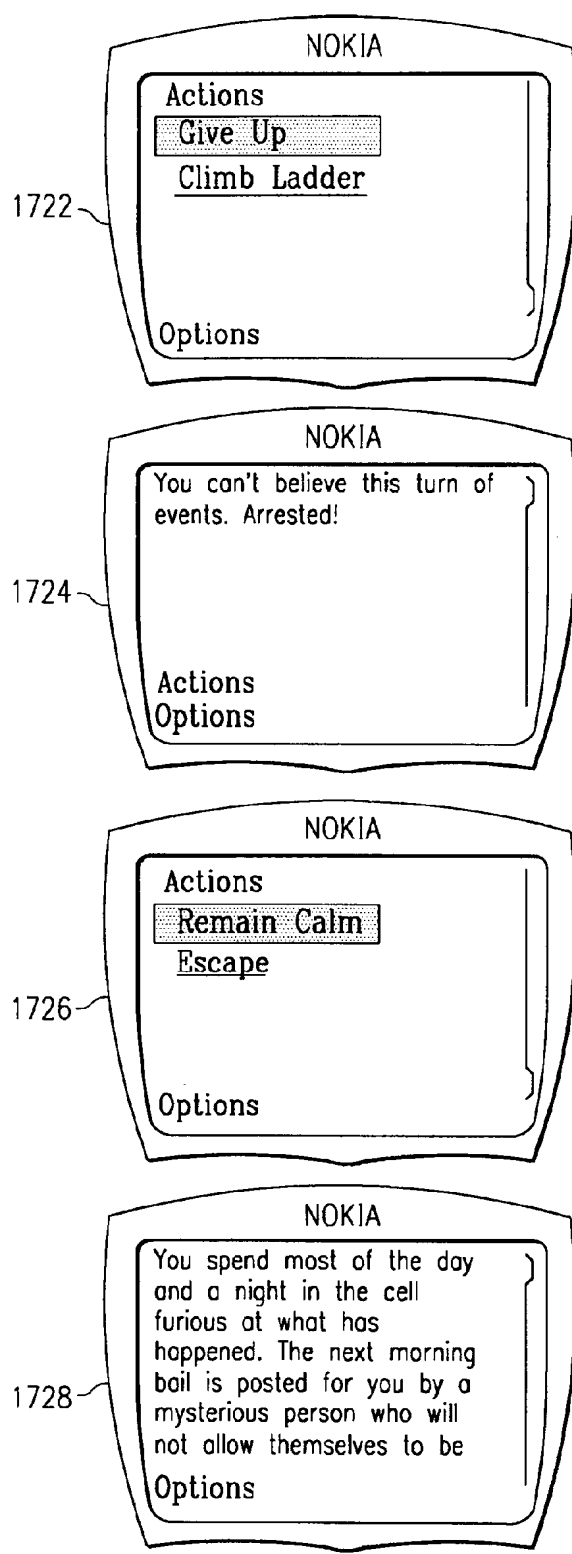 NOKIA
Actions
Give Up
Climb Ladder
1722
Options
NOKIA
You can't believe this turn of
events. Arrested!
1724
Actions
Options
NOKIA
Actions
Remain Calm
Escape
1726
Options
NOKIA
You spend most of the day
and a night in the cell
furious at what has
happened. The next morning
bail is posted for you by a
1728
mysterious person who will
not allow themselves to be
Options